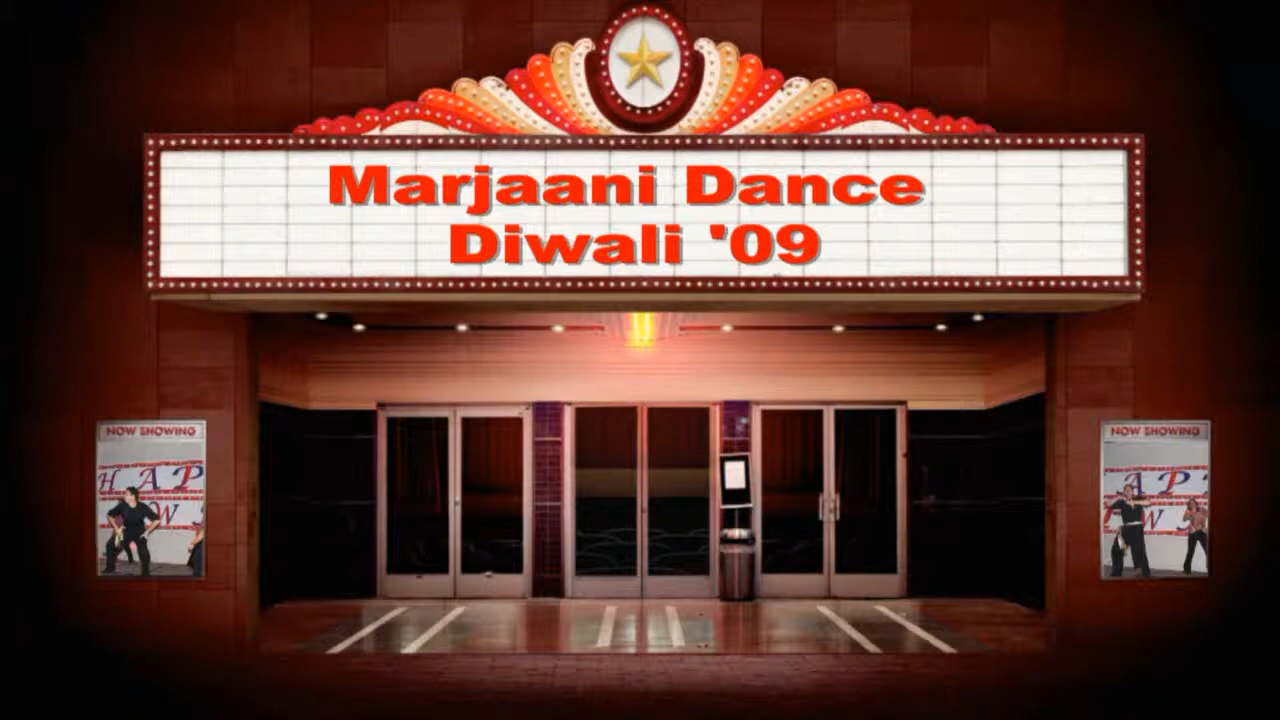 Marjaani Dance
Diwali '09
NOW SHOWING
NOW SHOWING
H A P
W
A P
W